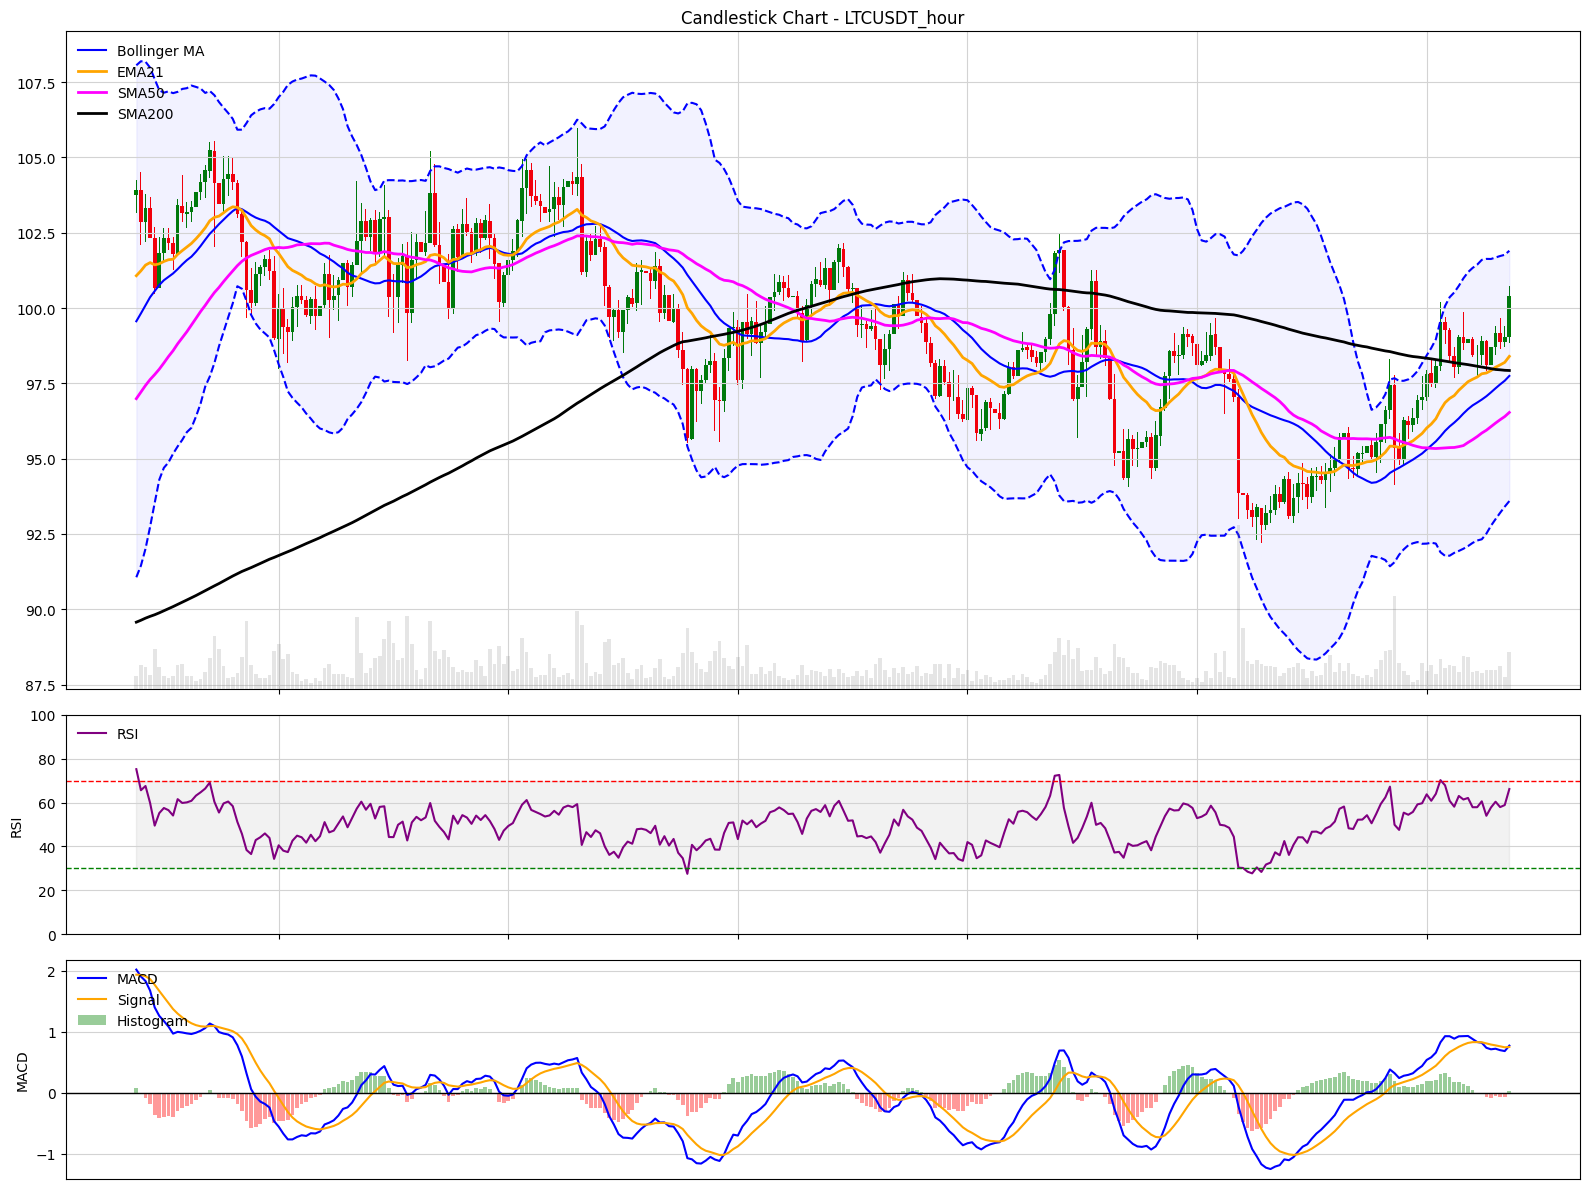 Candlestick Chart - LTCUSDT_hour
Bollinger MA
EMA21
SMA50
SMA200
107.5
105.0
102.5
100.0
97.5
95.0
92.5
90.0
87.5
RSI
RSI
100
80
60
40
20
0
MACD
Signal
Histogram
MACD
2
1
0
−1